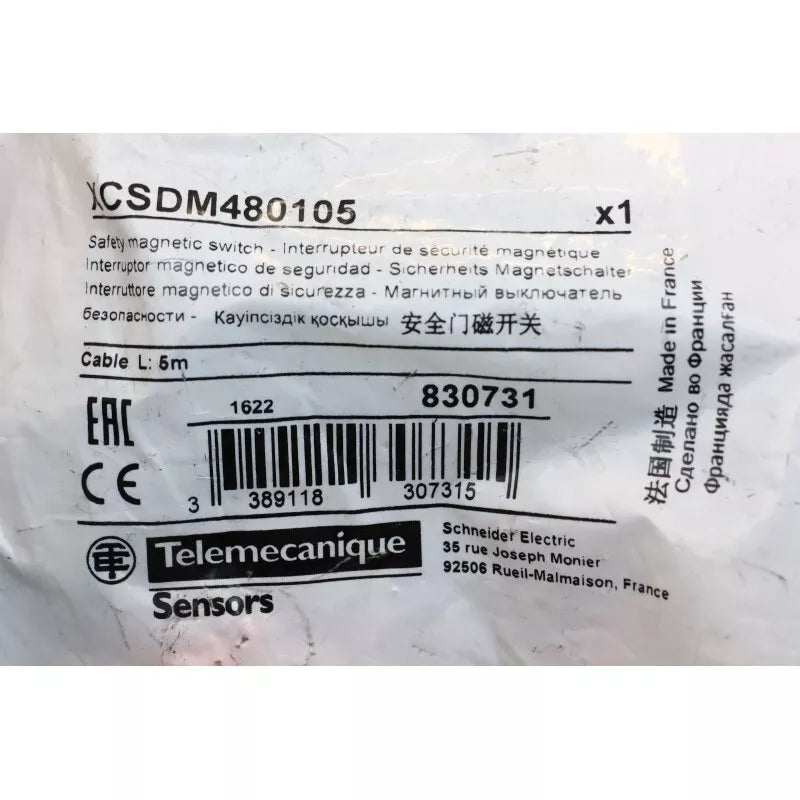 XCSDM480105 x1
Safety magnetic switch - Interrupteur de sécurité magnétique
Interruptor magnetico de seguridad - Sicherheits Magnetschalter
Interruttore magnetico di sicurezza - Магнитный выключатель
безопасности - Қауіпсіздік қосқышы 安全门磁开关
Cable L: 5m
EAC
1622 830731
CE
3 389118 307315
TE
Telemecanique
Sensors
Schneider Electric
35 rue Joseph Monier
92506 Rueil-Malmaison, France
法国制造 Made in France
Сделано во Франции
Францияда жасалған